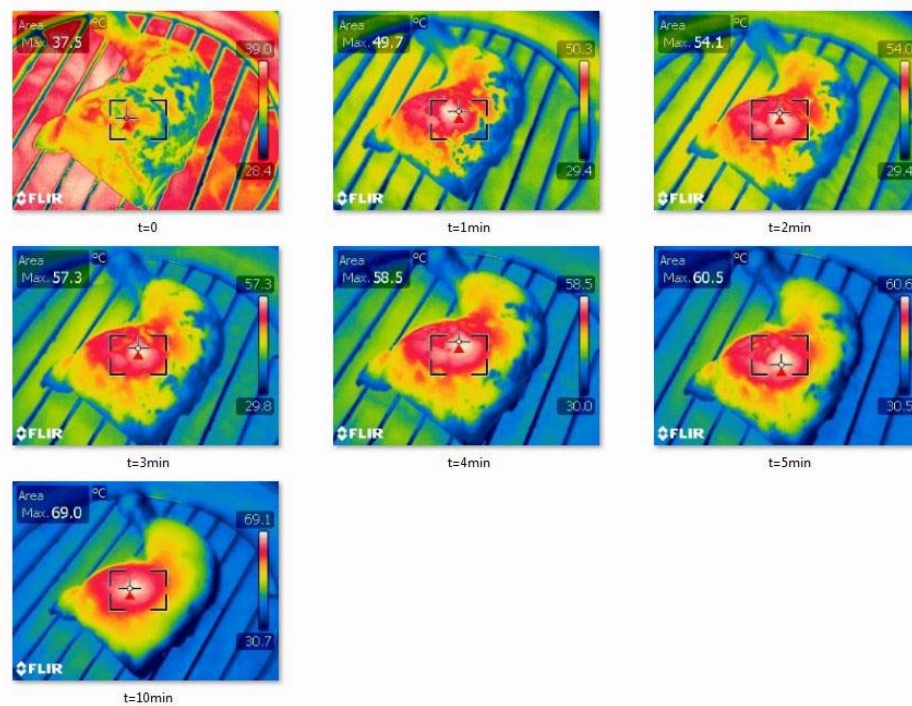 Area °C
Max. 37.5
39.0
28.4
FLIR
t=0
Area °C
Max. 49.7
50.3
29.4
FLIR
t=1min
Area °C
Max. 54.1
54.0
29.4
FLIR
t=2min
Area °C
Max. 57.3
57.3
29.8
FLIR
t=3min
Area °C
Max. 58.5
58.5
30.0
FLIR
t=4min
Area °C
Max. 60.5
60.6
30.5
FLIR
t=5min
Area °C
Max. 69.0
69.1
30.7
FLIR
t=10min